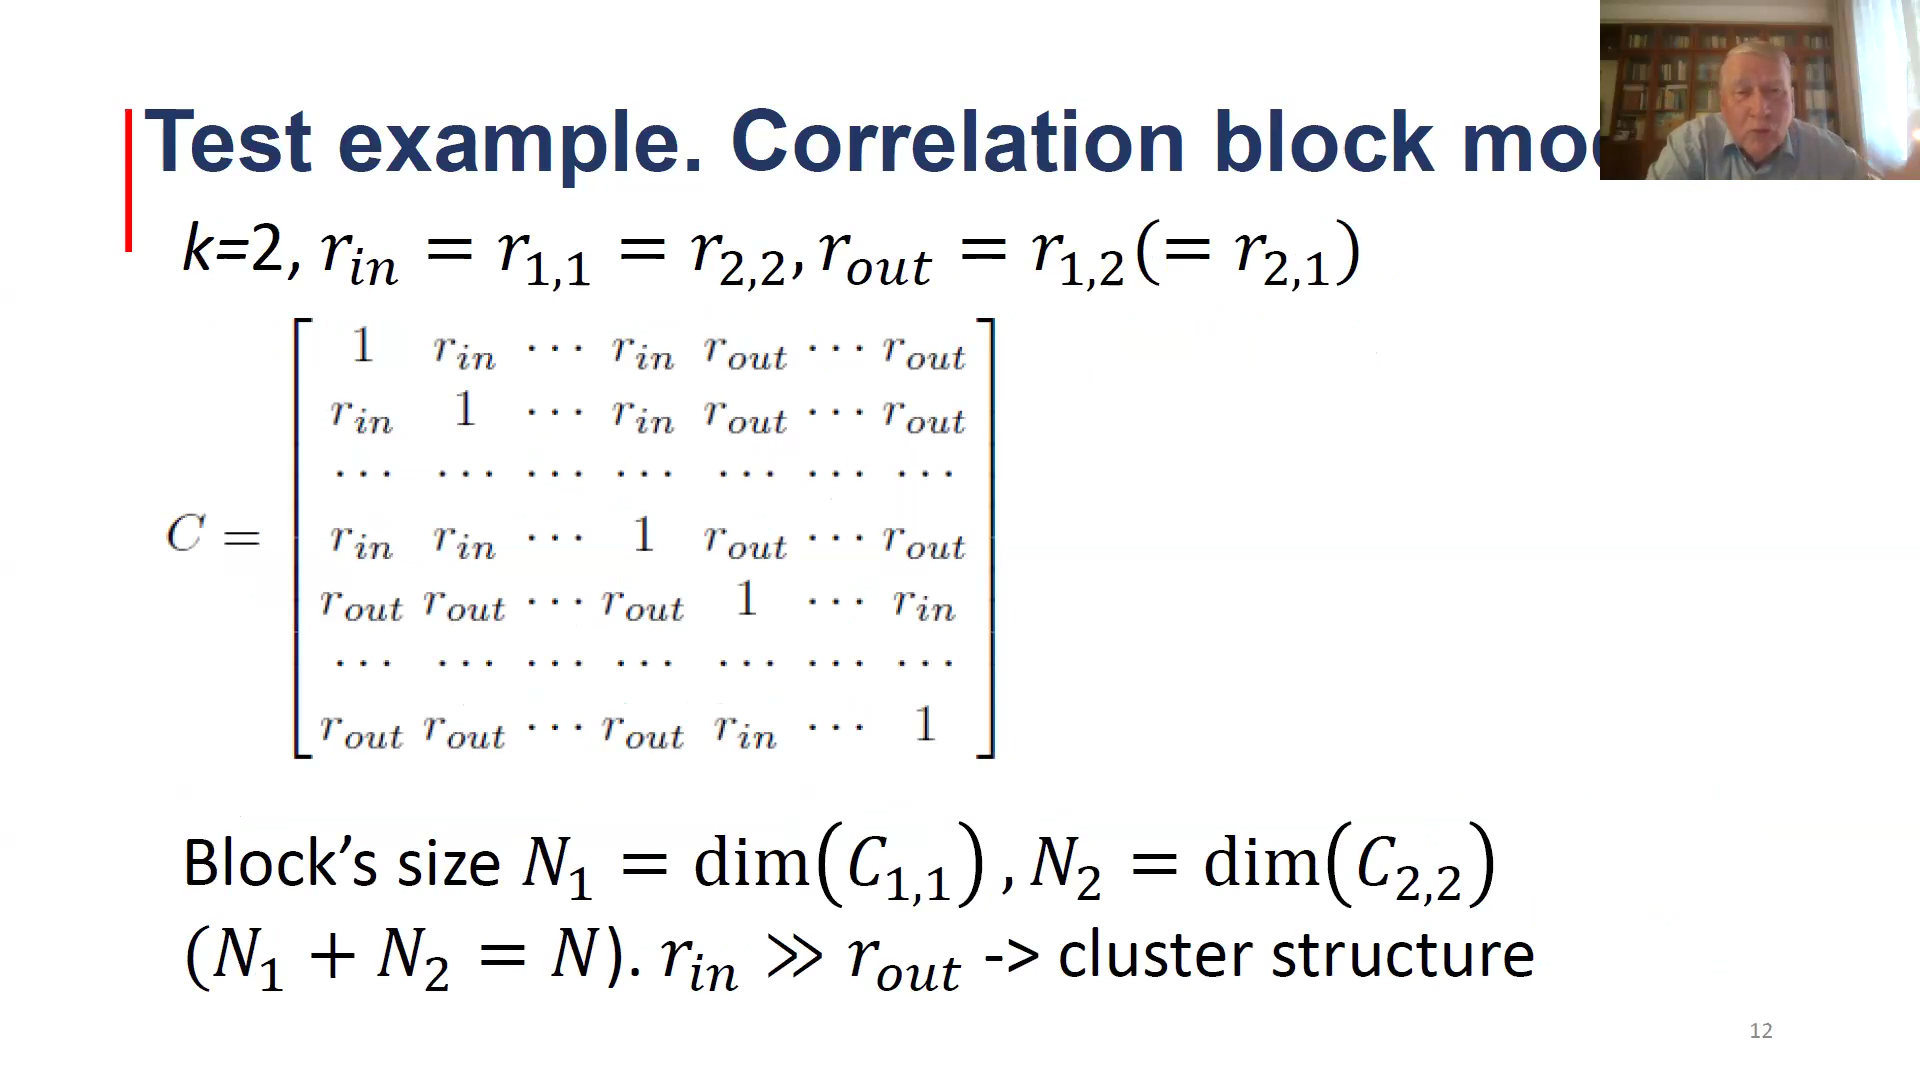 Test example. Correlation block mo
k=2, r_in = r_1,1 = r_2,2, r_out = r_1,2(= r_2,1)
1 r_in ··· r_in r_out ··· r_out
r_in 1 ··· r_in r_out ··· r_out
··· ··· ··· ··· ··· ··· ···
C = r_in r_in ··· 1 r_out ··· r_out
r_out r_out ··· r_out 1 ··· r_in
··· ··· ··· ··· ··· ··· ···
r_out r_out ··· r_out r_in ··· 1
Block’s size N_1 = dim(C_1,1), N_2 = dim(C_2,2)
(N_1 + N_2 = N). r_in ≫ r_out -> cluster structure
12